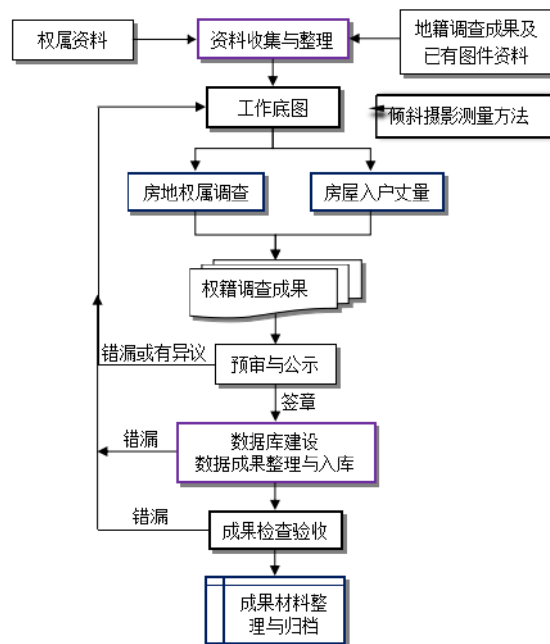 权属资料
资料收集与整理
地籍调查成果及
已有图件资料
工作底图
倾斜摄影测量方法
房地权属调查
房屋入户丈量
权籍调查成果
错漏或有异议
预审与公示
签章
错漏
数据库建设
数据成果整理与入库
错漏
成果检查验收
成果材料整
理与归档